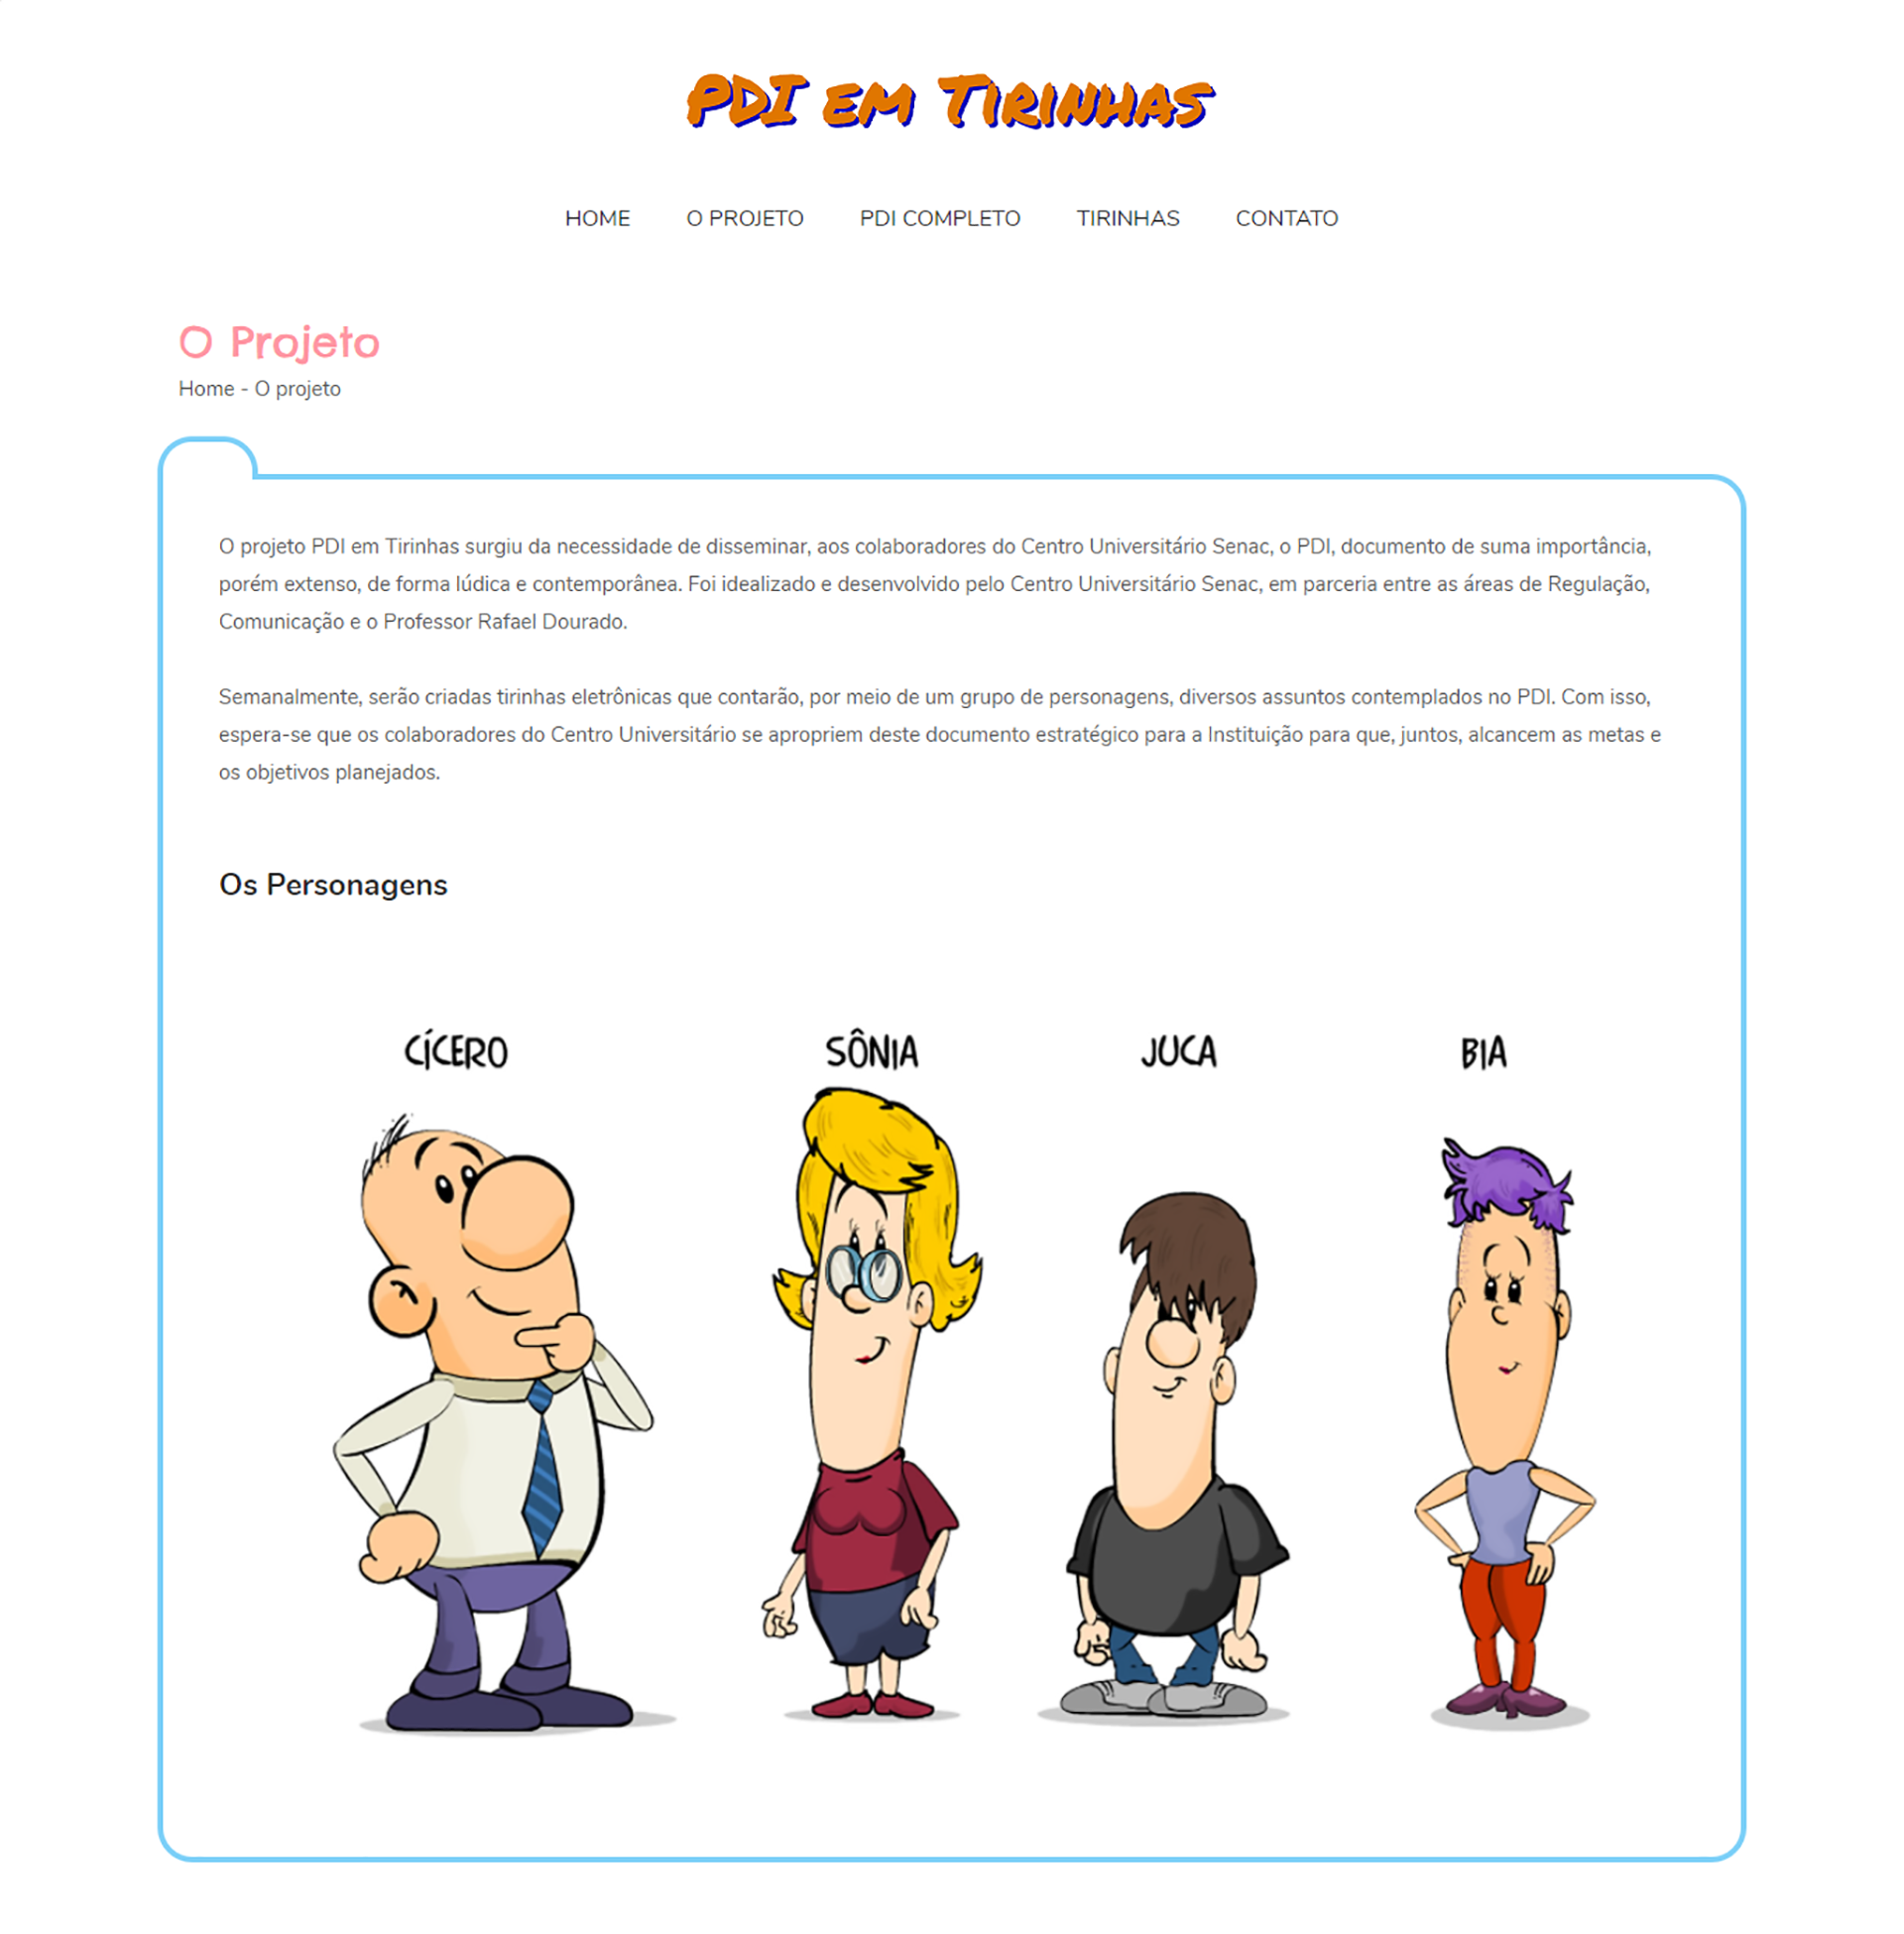 PDI em Tirinhas
HOME O PROJETO PDI COMPLETO TIRINHAS CONTATO
O Projeto
Home - O projeto
O projeto PDI em Tirinhas surgiu da necessidade de disseminar, aos colaboradores do Centro Universitário Senac, o PDI, documento de suma importância,
porém extenso, de forma lúdica e contemporânea. Foi idealizado e desenvolvido pelo Centro Universitário Senac, em parceria entre as áreas de Regulação,
Comunicação e o Professor Rafael Dourado.
Semanalmente, serão criadas tirinhas eletrônicas que contarão, por meio de um grupo de personagens, diversos assuntos contemplados no PDI. Com isso,
espera-se que os colaboradores do Centro Universitário se apropriem deste documento estratégico para a Instituição para que, juntos, alcancem as metas e
os objetivos planejados.
Os Personagens
CÍCERO SÔNIA JUCA BIA